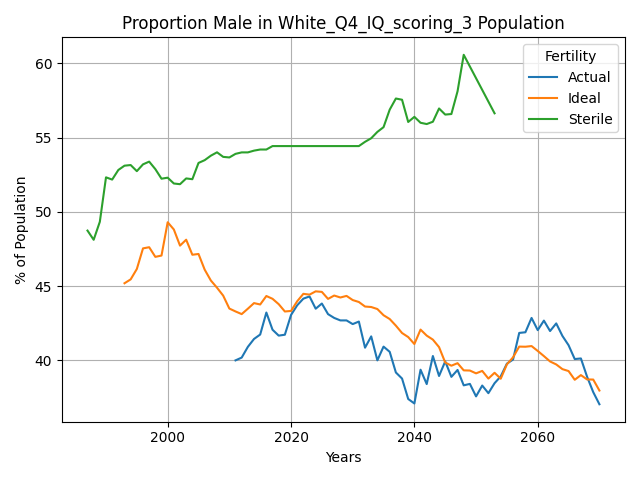 Proportion Male in White_Q4_IQ_scoring_3 Population
% of Population
60
55
50
45
40
Fertility
Actual
Ideal
Sterile
2000
2020
2040
2060
Years